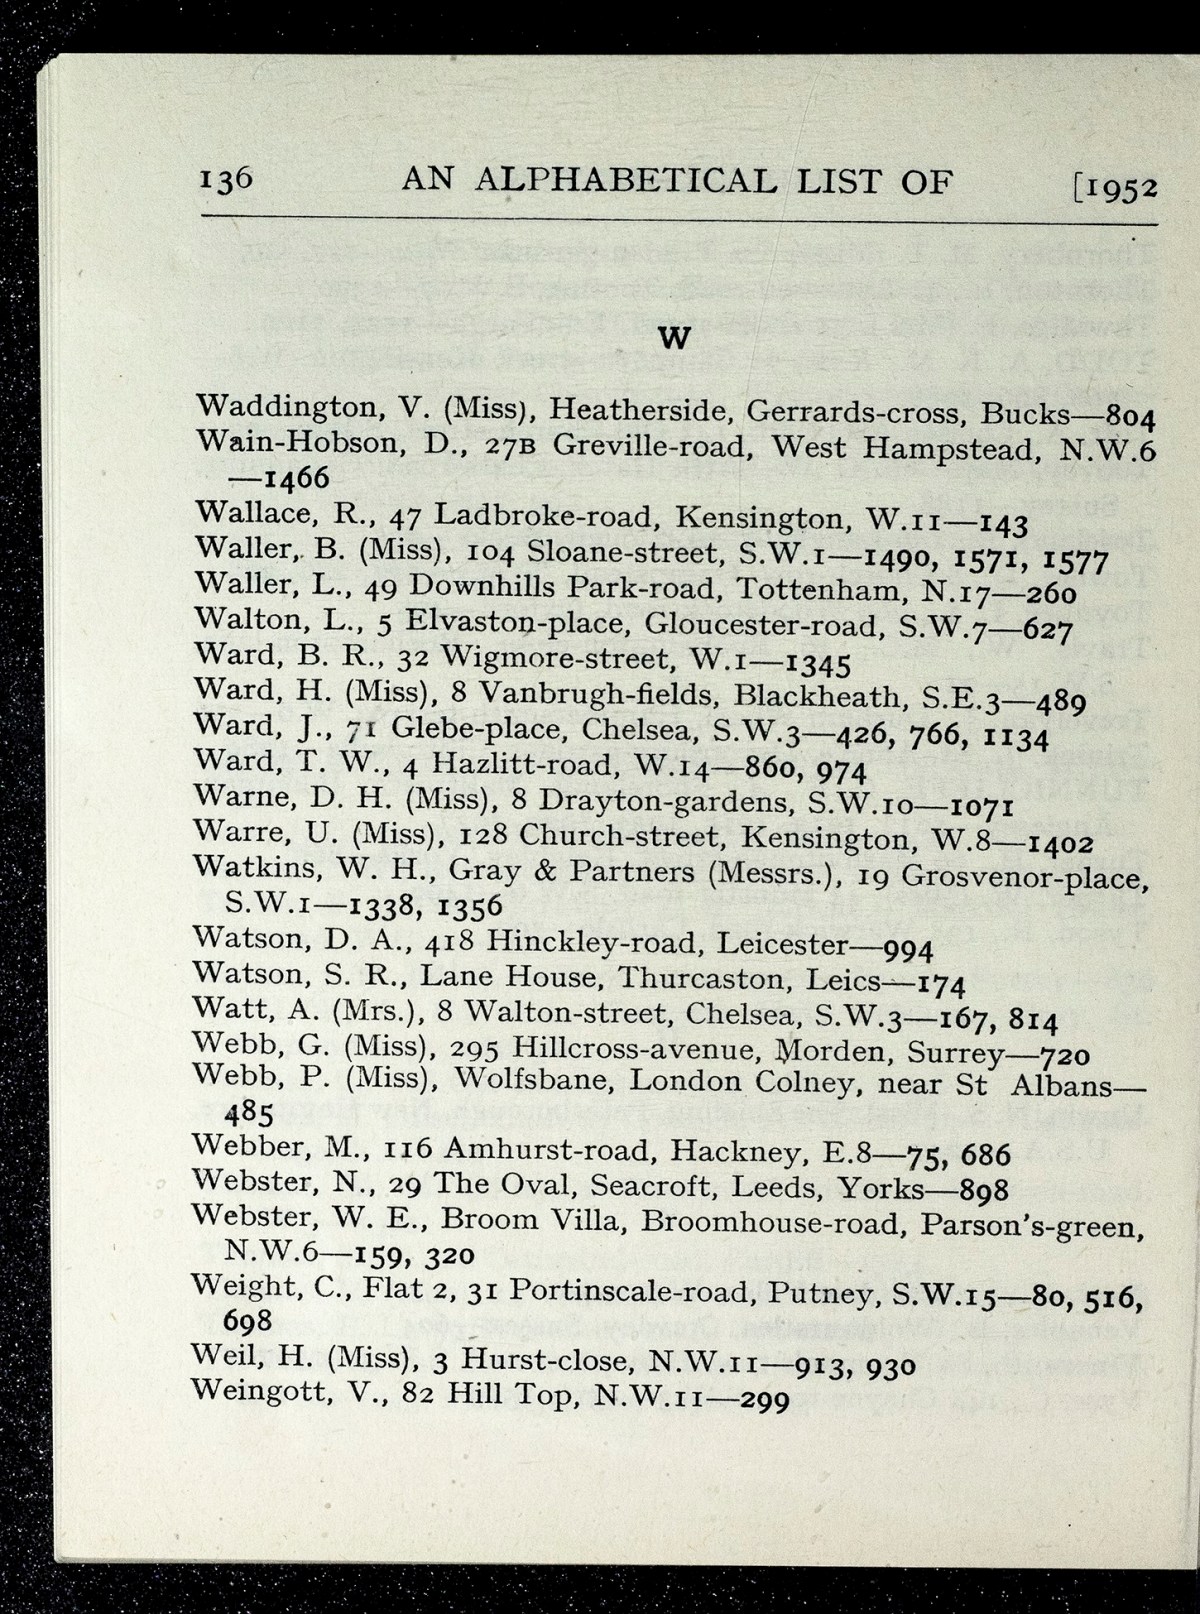 136 AN ALPHABETICAL LIST OF [1952
W
Waddington, V. (Miss), Heatherside, Gerrards-cross, Bucks—804
Wain-Hobson, D., 27B Greville-road, West Hampstead, N.W.6
—1466
Wallace, R., 47 Ladbroke-road, Kensington, W.11—143
Waller, B. (Miss), 104 Sloane-street, S.W.1—1490, 1571, 1577
Waller, L., 49 Downhills Park-road, Tottenham, N.17—260
Walton, L., 5 Elvaston-place, Gloucester-road, S.W.7—627
Ward, B. R., 32 Wigmore-street, W.1—1345
Ward, H. (Miss), 8 Vanbrugh-fields, Blackheath, S.E.3—489
Ward, J., 71 Glebe-place, Chelsea, S.W.3—426, 766, 1134
Ward, T. W., 4 Hazlitt-road, W.14—860, 974
Warne, D. H. (Miss), 8 Drayton-gardens, S.W.10—1071
Warre, U. (Miss), 128 Church-street, Kensington, W.8—1402
Watkins, W. H., Gray & Partners (Messrs.), 19 Grosvenor-place,
S.W.1—1338, 1356
Watson, D. A., 418 Hinckley-road, Leicester—994
Watson, S. R., Lane House, Thurcaston, Leics—174
Watt, A. (Mrs.), 8 Walton-street, Chelsea, S.W.3—167, 814
Webb, G. (Miss), 295 Hillcross-avenue, Morden, Surrey—720
Webb, P. (Miss), Wolfsbane, London Colney, near St Albans—
485
Webber, M., 116 Amhurst-road, Hackney, E.8—75, 686
Webster, N., 29 The Oval, Seacroft, Leeds, Yorks—898
Webster, W. E., Broom Villa, Broomhouse-road, Parson's-green,
N.W.6—159, 320
Weight, C., Flat 2, 31 Portinscale-road, Putney, S.W.15—80, 516,
698
Weil, H. (Miss), 3 Hurst-close, N.W.11—913, 930
Weingott, V., 82 Hill Top, N.W.11—299